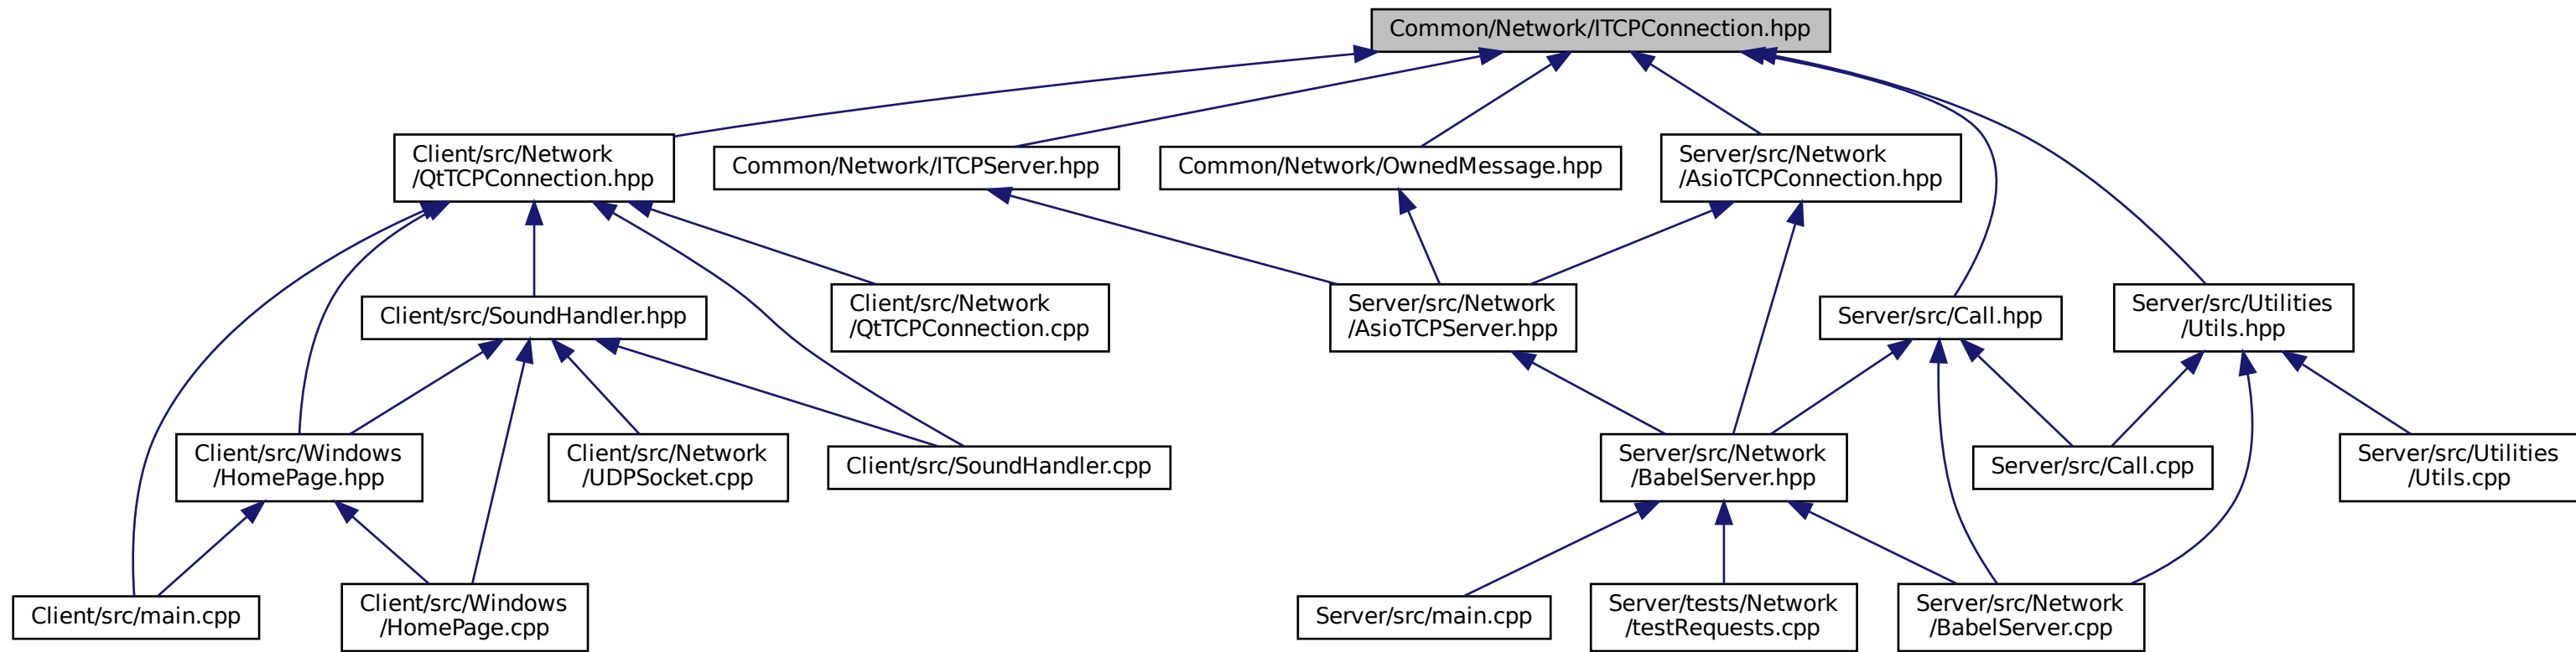 Common/Network/ITCPConnection.hpp
Client/src/Network
/QtTCPConnection.hpp
Common/Network/ITCPServer.hpp
Common/Network/OwnedMessage.hpp
Server/src/Network
/AsioTCPConnection.hpp
Client/src/SoundHandler.hpp
Client/src/Network
/QtTCPConnection.cpp
Server/src/Network
/AsioTCPServer.hpp
Server/src/Call.hpp
Server/src/Utilities
/Utils.hpp
Client/src/Windows
/HomePage.hpp
Client/src/Network
/UDPSocket.cpp
Client/src/SoundHandler.cpp
Server/src/Network
/BabelServer.hpp
Server/src/Call.cpp
Server/src/Utilities
/Utils.cpp
Client/src/main.cpp
Client/src/Windows
/HomePage.cpp
Server/src/main.cpp
Server/tests/Network
/testRequests.cpp
Server/src/Network
/BabelServer.cpp